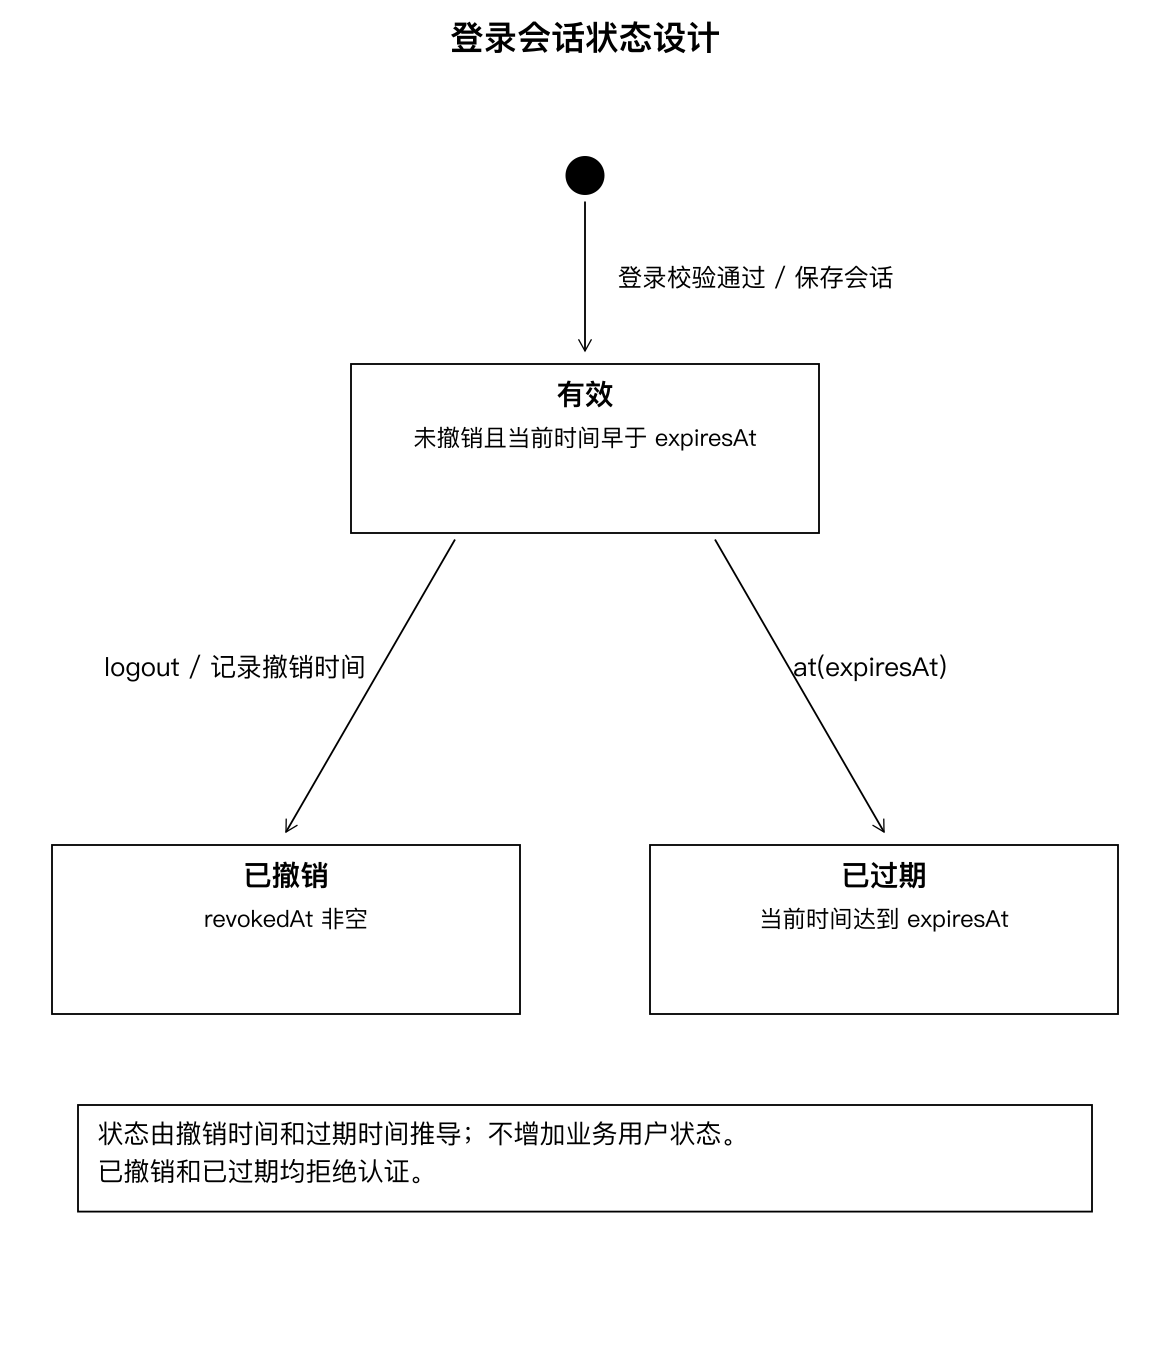 登录会话状态设计
登录校验通过 / 保存会话
有效
未撤销且当前时间早于 expiresAt
logout / 记录撤销时间
at(expiresAt)
已撤销
revokedAt 非空
已过期
当前时间达到 expiresAt
状态由撤销时间和过期时间推导；不增加业务用户状态。
已撤销和已过期均拒绝认证。